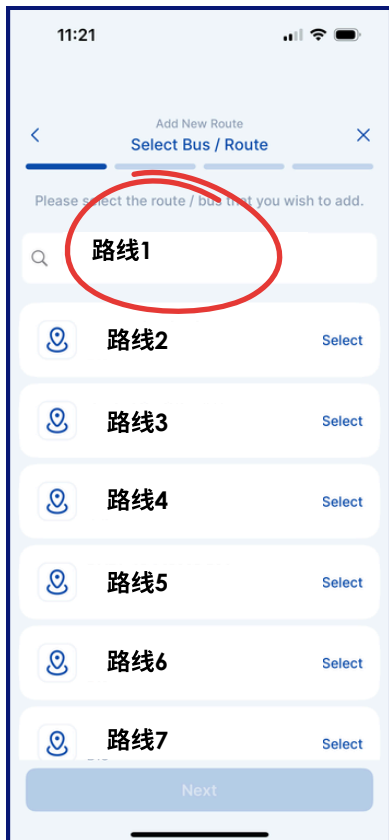 11:21
Add New Route
Select Bus / Route
Please select the route / bus that you wish to add.
路线1
路线2 Select
路线3 Select
路线4 Select
路线5 Select
路线6 Select
路线7 Select
Next